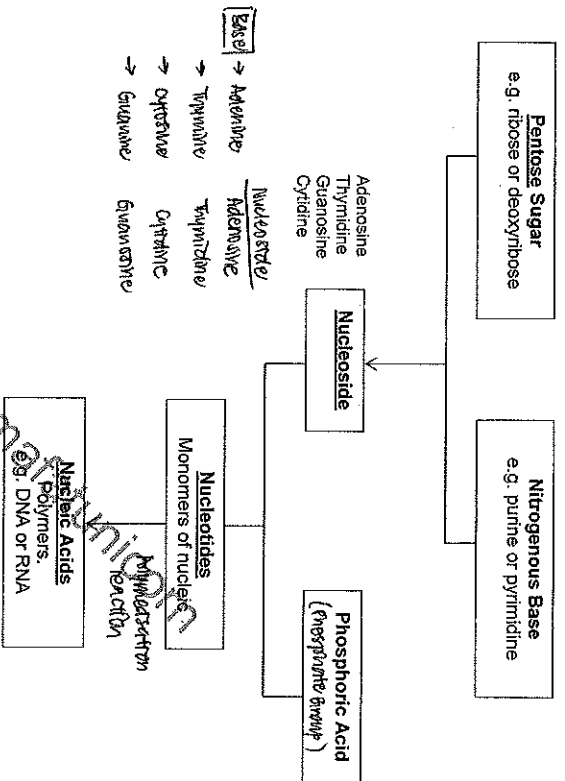 Pentose Sugar
e.g. ribose or deoxyribose
Nitrogenous Base
e.g. purine or pyrimidine
Adenosine
Thymidine
Guanosine
Cytidine
Nucleoside
Phosphoric Acid
(Phosphate Group)
Base
Nucleoside
→ Adenine Adenosine
→ Thymine Thymidine
→ cytosine Cytidine
→ Guanine Guanosine
Nucleotides
Monomers of nucleic
Polymerisation
reaction
Nucleic Acids
Polymers.
e.g. DNA or RNA